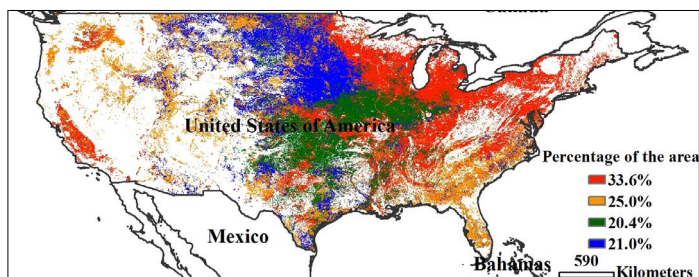 Canada
United States of America
Percentage of the area
33.6%
25.0%
20.4%
21.0%
Mexico
Bahamas
590
Kilometers